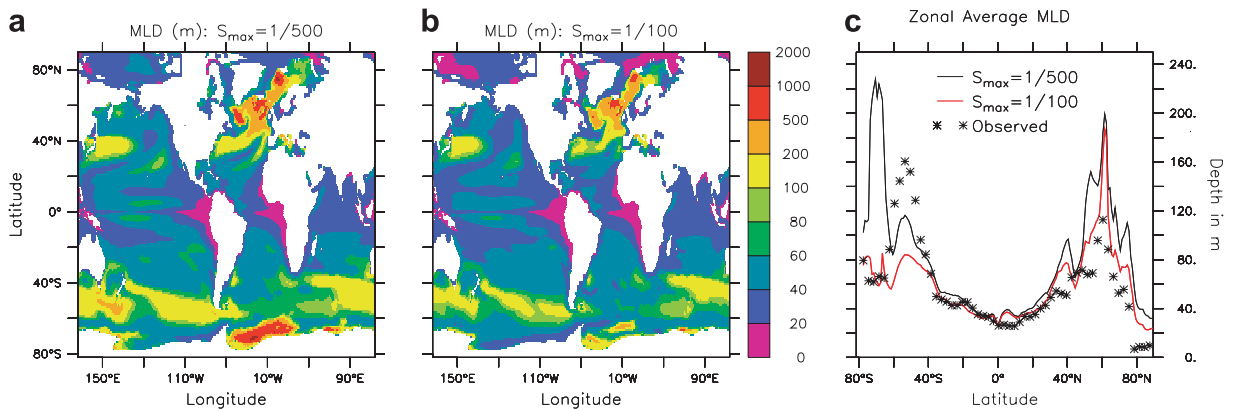 a
MLD (m): Smax=1/500
80°N
40°N
0°
40°S
80°S
Latitude
150°E 110°W 10°W 90°E
Longitude
b
MLD (m): Smax=1/100
150°E 110°W 10°W 90°E
Longitude
2000
1000
500
200
100
80
60
40
20
0
c
Zonal Average MLD
Smax=1/500
Smax=1/100
Observed
240.
200.
160.
120.
80.
40.
0.
Depth in m
80°S 40°S 0° 40°N 80°N
Latitude